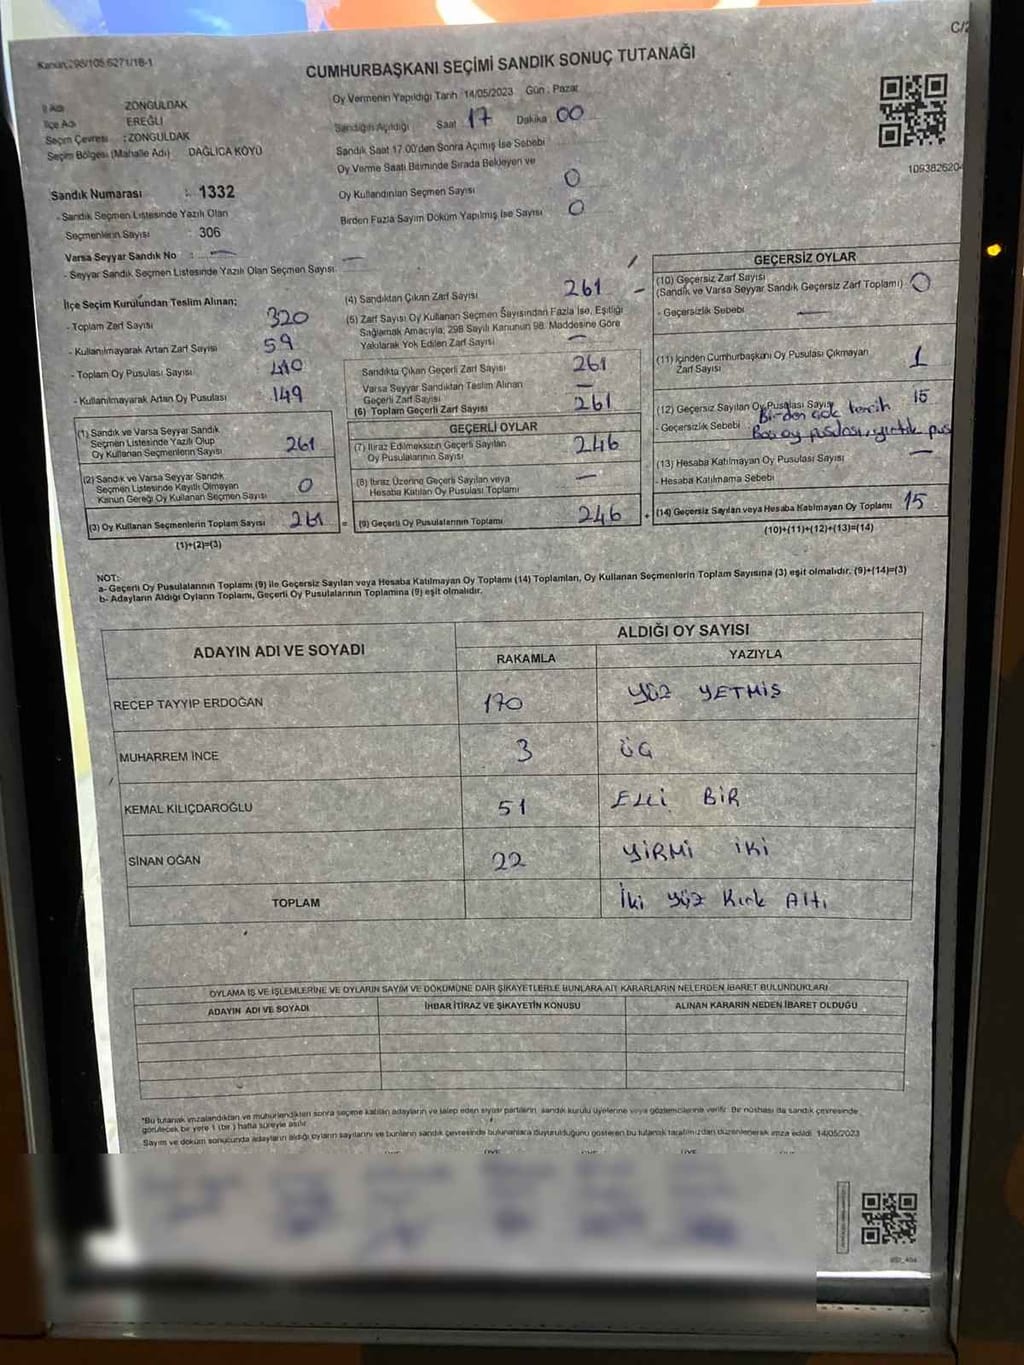 C/2
Kanun:298/105,6271/18-1
CUMHURBAŞKANI SEÇİMİ SANDIK SONUÇ TUTANAĞI
İl Adı ZONGULDAK
İlçe Adı EREĞLİ
Seçim Çevresi : ZONGULDAK
Seçim Bölgesi (Mahalle Adı) DAĞLICA KÖYÜ
Sandık Numarası : 1332
- Sandık Seçmen Listesinde Yazılı Olan
Seçmenlerin Sayısı : 306
Varsa Seyyar Sandık No : —
- Seyyar Sandık Seçmen Listesinde Yazılı Olan Seçmen Sayısı: —
Oy Vermenin Yapıldığı Tarih 14/05/2023 Gün : Pazar
Sandığın Açıldığı Saat 17 Dakika 00
Sandık Saat 17.00'den Sonra Açılmış İse Sebebi
Oy Verme Saati Bitiminde Sırada Bekleyen ve
Oy Kullandırılan Seçmen Sayısı 0
Birden Fazla Sayım Döküm Yapılmış İse Sayısı 0
109382620
İlçe Seçim Kurulundan Teslim Alınan;
- Toplam Zarf Sayısı 320
- Kullanılmayarak Artan Zarf Sayısı 59
- Toplam Oy Pusulası Sayısı 410
- Kullanılmayarak Artan Oy Pusulası 149
(1) Sandık ve Varsa Seyyar Sandık
Seçmen Listesinde Yazılı Olup
Oy Kullanan Seçmenlerin Sayısı 261
(2) Sandık ve Varsa Seyyar Sandık
Seçmen Listesinde Kayıtlı Olmayan
Kanun Gereği Oy Kullanan Seçmen Sayısı 0
(3) Oy Kullanan Seçmenlerin Toplam Sayısı 261
(1)+(2)=(3)
(4) Sandıktan Çıkan Zarf Sayısı 261
(5) Zarf Sayısı Oy Kullanan Seçmen Sayısından Fazla İse, Eşitliği
Sağlamak Amacıyla, 298 Sayılı Kanunun 98. Maddesine Göre
Yakılarak Yok Edilen Zarf Sayısı —
Sandıkta Çıkan Geçerli Zarf Sayısı 261
Varsa Seyyar Sandıktan Teslim Alınan
Geçerli Zarf Sayısı —
(6) Toplam Geçerli Zarf Sayısı 261
GEÇERLİ OYLAR
(7) İtiraz Edilmeksizin Geçerli Sayılan
Oy Pusulalarının Sayısı 246
(8) İtiraz Üzerine Geçerli Sayılan veya
Hesaba Katılan Oy Pusulası Toplamı —
= (9) Geçerli Oy Pusulalarının Toplamı 246
GEÇERSİZ OYLAR
(10) Geçersiz Zarf Sayısı
(Sandık ve Varsa Seyyar Sandık Geçersiz Zarf Toplamı) 0
- Geçersizlik Sebebi —
(11) İçinden Cumhurbaşkanı Oy Pusulası Çıkmayan
Zarf Sayısı 1
(12) Geçersiz Sayılan Oy Pusulası Sayısı 15
- Geçersizlik Sebebi Birden çok tercih
Boş oy pusulası, yırtık pus
(13) Hesaba Katılmayan Oy Pusulası Sayısı —
- Hesaba Katılmama Sebebi
+ (14) Geçersiz Sayılan veya Hesaba Katılmayan Oy Toplamı 15
(10)+(11)+(12)+(13)=(14)
NOT:
a- Geçerli Oy Pusulalarının Toplamı (9) ile Geçersiz Sayılan veya Hesaba Katılmayan Oy Toplamı (14) Toplamları, Oy Kullanan Seçmenlerin Toplam Sayısına (3) eşit olmalıdır. (9)+(14)=(3)
b- Adayların Aldığı Oyların Toplamı, Geçerli Oy Pusulalarının Toplamına (9) eşit olmalıdır.
ADAYIN ADI VE SOYADI ALDIĞI OY SAYISI
RAKAMLA YAZIYLA
RECEP TAYYİP ERDOĞAN 170 YÜZ YETMİŞ
MUHARREM İNCE 3 ÜÇ
KEMAL KILIÇDAROĞLU 51 ELLİ BİR
SİNAN OĞAN 22 YİRMİ İKİ
TOPLAM İki yüz Kırk Altı
OYLAMA İŞ VE İŞLEMLERİNE VE OYLARIN SAYIM VE DÖKÜMÜNE DAİR ŞİKAYETLERLE BUNLARA AİT KARARLARIN NELERDEN İBARET BULUNDUKLARI
ADAYIN ADI VE SOYADI İHBAR İTİRAZ VE ŞİKAYETİN KONUSU ALINAN KARARIN NEDEN İBARET OLDUĞU
*Bu tutanak imzalandıktan ve mühürlendikten sonra seçime katılan adayların ve talep eden siyasi partilerin, sandık kurulu üyelerine veya gözlemcilerine verilir. Bir nüshası da sandık çevresinde
görülecek bir yere 1 (bir) hafta süreyle asılır.
Sayım ve döküm sonucunda adayların aldığı oyların sayılarını ve bunların sandık çevresinde bulunanlara duyurulduğunu gösteren bu tutanak tarafımızdan düzenlenerek imza edildi. 14/05/2023